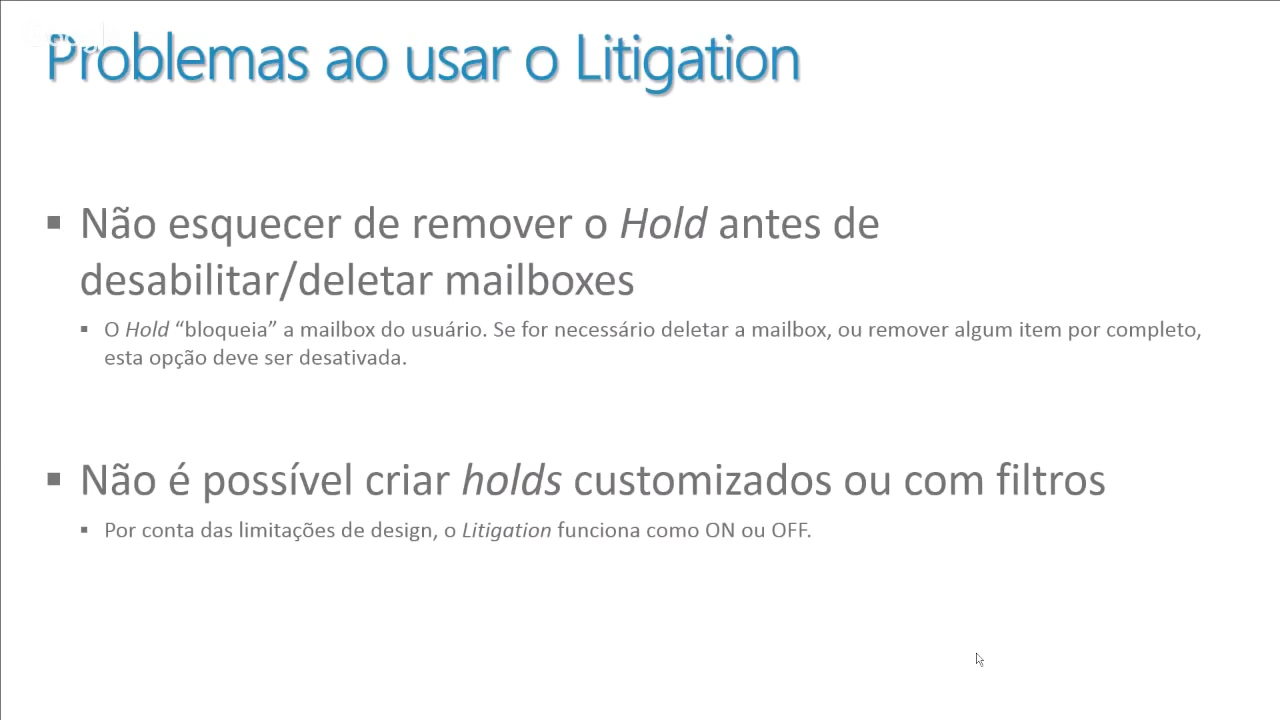 Problemas ao usar o Litigation
▪ Não esquecer de remover o Hold antes de
desabilitar/deletar mailboxes
▪ O Hold “bloqueia” a mailbox do usuário. Se for necessário deletar a mailbox, ou remover algum item por completo,
esta opção deve ser desativada.
▪ Não é possível criar holds customizados ou com filtros
▪ Por conta das limitações de design, o Litigation funciona como ON ou OFF.